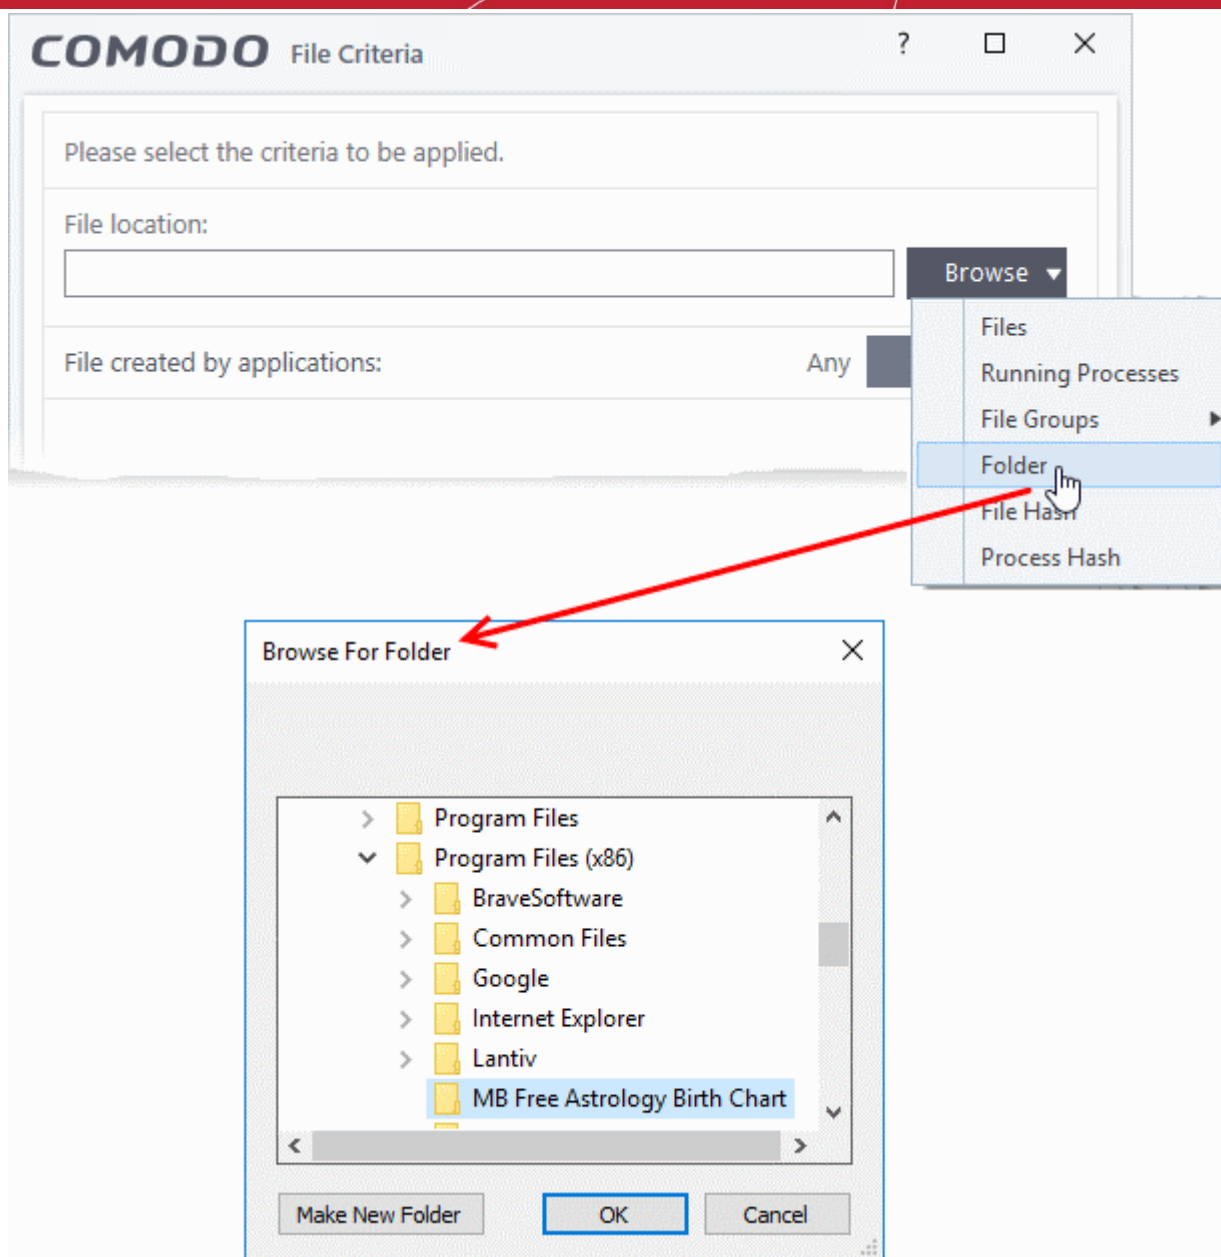 COMODO File Criteria ?
Please select the criteria to be applied.
File location:
Browse
Files
File created by applications: Any
Running Processes
File Groups
Folder
File Hash
Process Hash
Browse For Folder
Program Files
Program Files (x86)
BraveSoftware
Common Files
Google
Internet Explorer
Lantiv
MB Free Astrology Birth Chart
Make New Folder OK Cancel